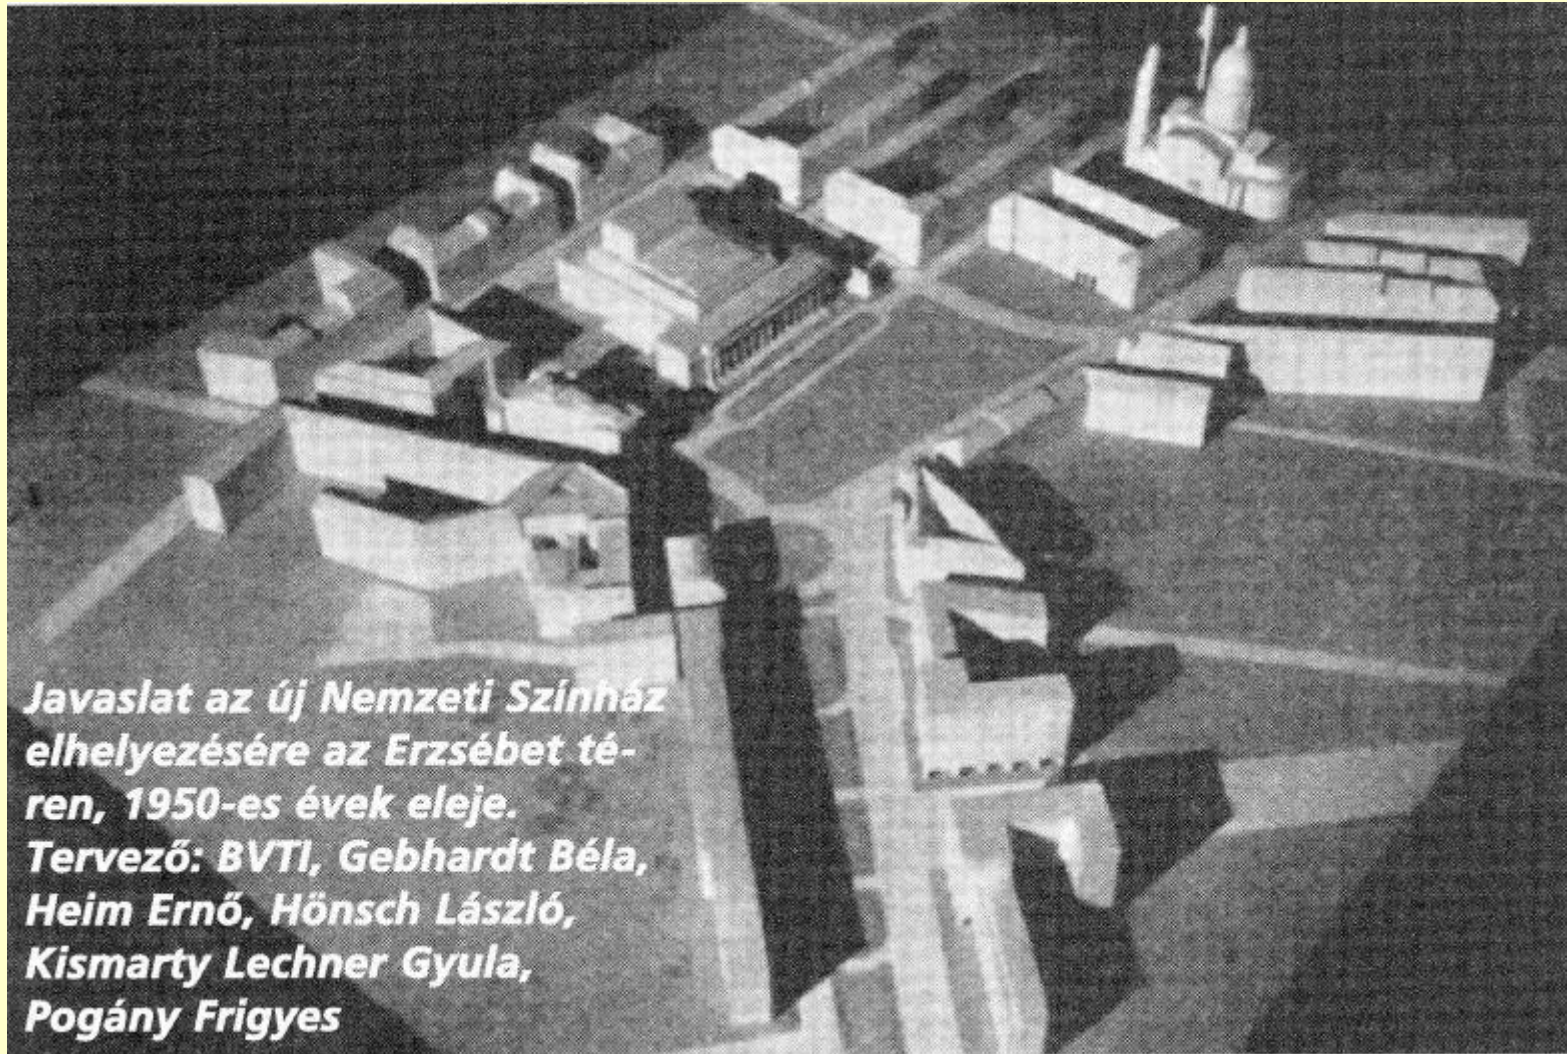 Javaslat az új Nemzeti Színház
elhelyezésére az Erzsébet té-
ren, 1950-es évek eleje.
Tervező: BVTI, Gebhardt Béla,
Heim Ernő, Hönsch László,
Kismarty Lechner Gyula,
Pogány Frigyes